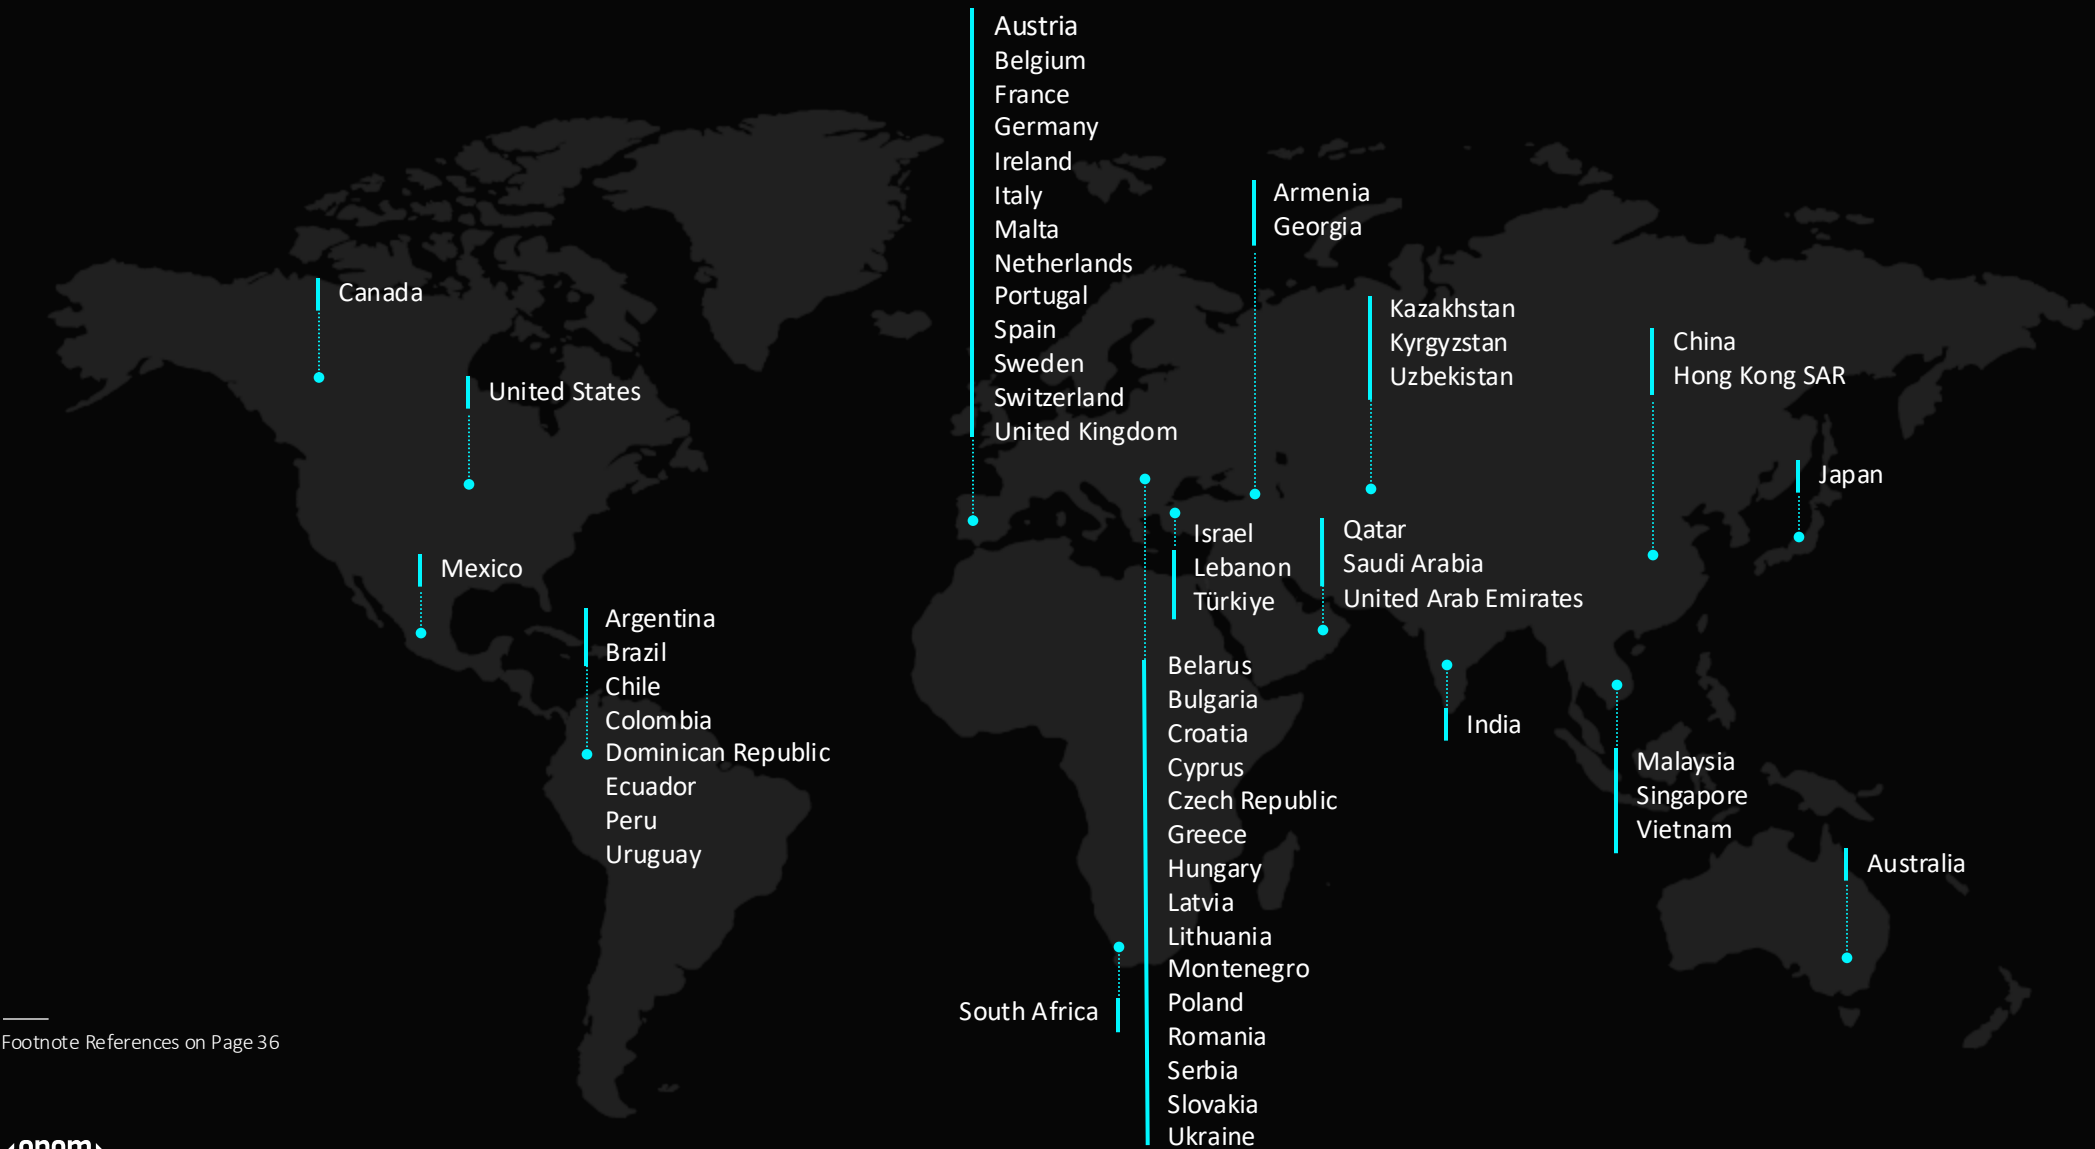 Austria
Belgium
France
Germany
Ireland
Italy
Malta
Netherlands
Portugal
Spain
Sweden
Switzerland
United Kingdom
Armenia
Georgia
Canada
Kazakhstan
Kyrgyzstan
Uzbekistan
China
Hong Kong SAR
United States
Japan
Israel
Lebanon
Türkiye
Qatar
Saudi Arabia
United Arab Emirates
Mexico
Argentina
Brazil
Chile
Colombia
Dominican Republic
Ecuador
Peru
Uruguay
Belarus
Bulgaria
Croatia
Cyprus
Czech Republic
Greece
Hungary
Latvia
Lithuania
Montenegro
Poland
Romania
Serbia
Slovakia
Ukraine
India
Malaysia
Singapore
Vietnam
Australia
South Africa
Footnote References on Page 36